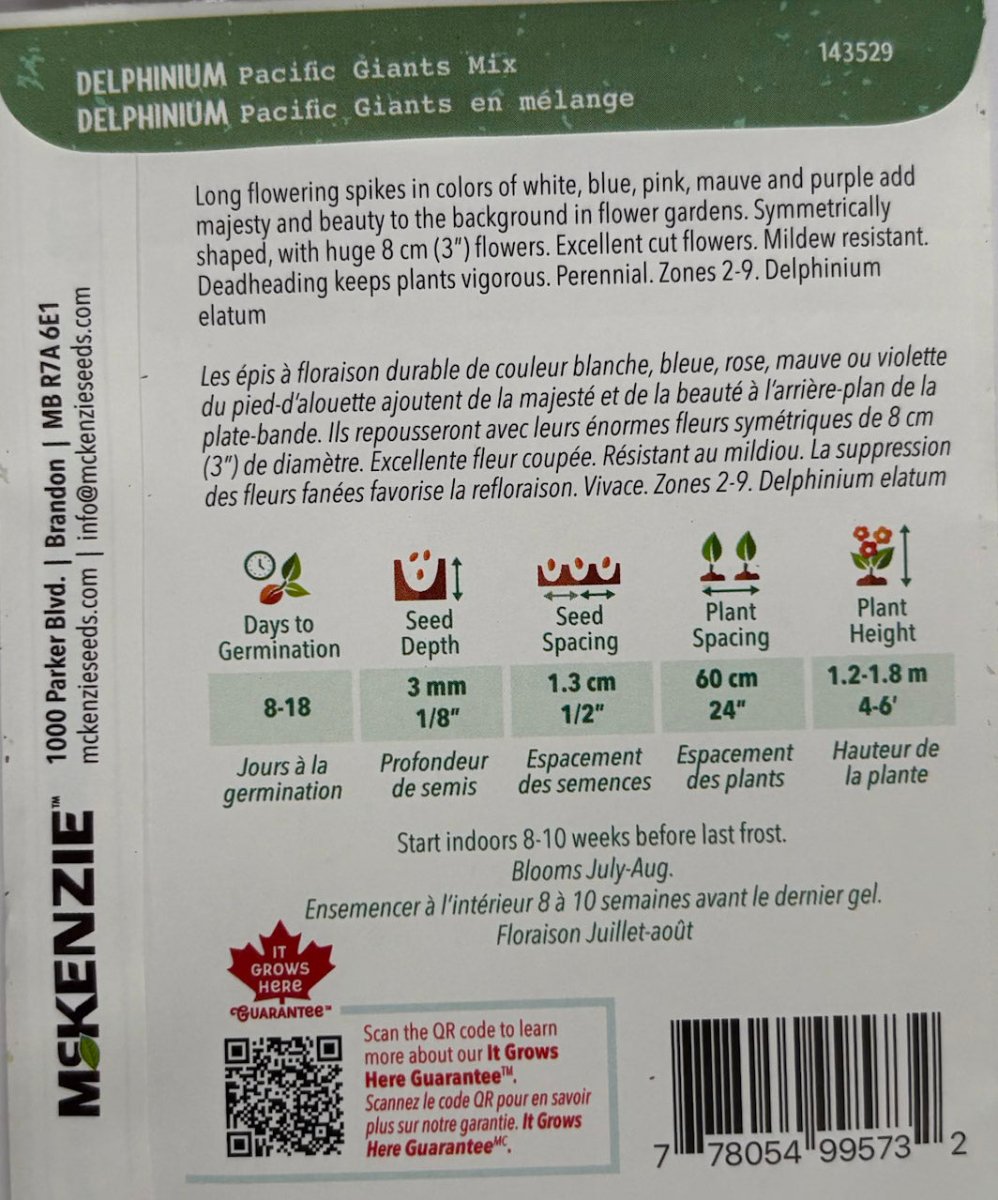 DELPHINIUM Pacific Giants Mix
DELPHINIUM Pacific Giants en mélange
143529
Long flowering spikes in colors of white, blue, pink, mauve and purple add
majesty and beauty to the background in flower gardens. Symmetrically
shaped, with huge 8 cm (3") flowers. Excellent cut flowers. Mildew resistant.
Deadheading keeps plants vigorous. Perennial. Zones 2-9. Delphinium
elatum
Les épis à floraison durable de couleur blanche, bleue, rose, mauve ou violette
du pied-d'alouette ajoutent de la majesté et de la beauté à l'arrière-plan de la
plate-bande. Ils repousseront avec leurs énormes fleurs symétriques de 8 cm
(3") de diamètre. Excellente fleur coupée. Résistant au mildiou. La suppression
des fleurs fanées favorise la refloraison. Vivace. Zones 2-9. Delphinium elatum
Days to
Germination
8-18
Jours à la
germination
Seed
Depth
3 mm
1/8"
Profondeur
de semis
Seed
Spacing
1.3 cm
1/2"
Espacement
des semences
Plant
Spacing
60 cm
24"
Espacement
des plants
Plant
Height
1.2-1.8 m
4-6'
Hauteur de
la plante
Start indoors 8-10 weeks before last frost.
Blooms July-Aug.
Ensemencer à l'intérieur 8 à 10 semaines avant le dernier gel.
Floraison Juillet-août
IT
GROWS
HERE
GUARANTEE™
Scan the QR code to learn
more about our It Grows
Here Guarantee™.
Scannez le code QR pour en savoir
plus sur notre garantie. It Grows
Here Guarantee MC.
7 78054 99573 2
McKENZIE™
1000 Parker Blvd. | Brandon | MB R7A 6E1
mckenzieseeds.com | info@mckenzieseeds.com